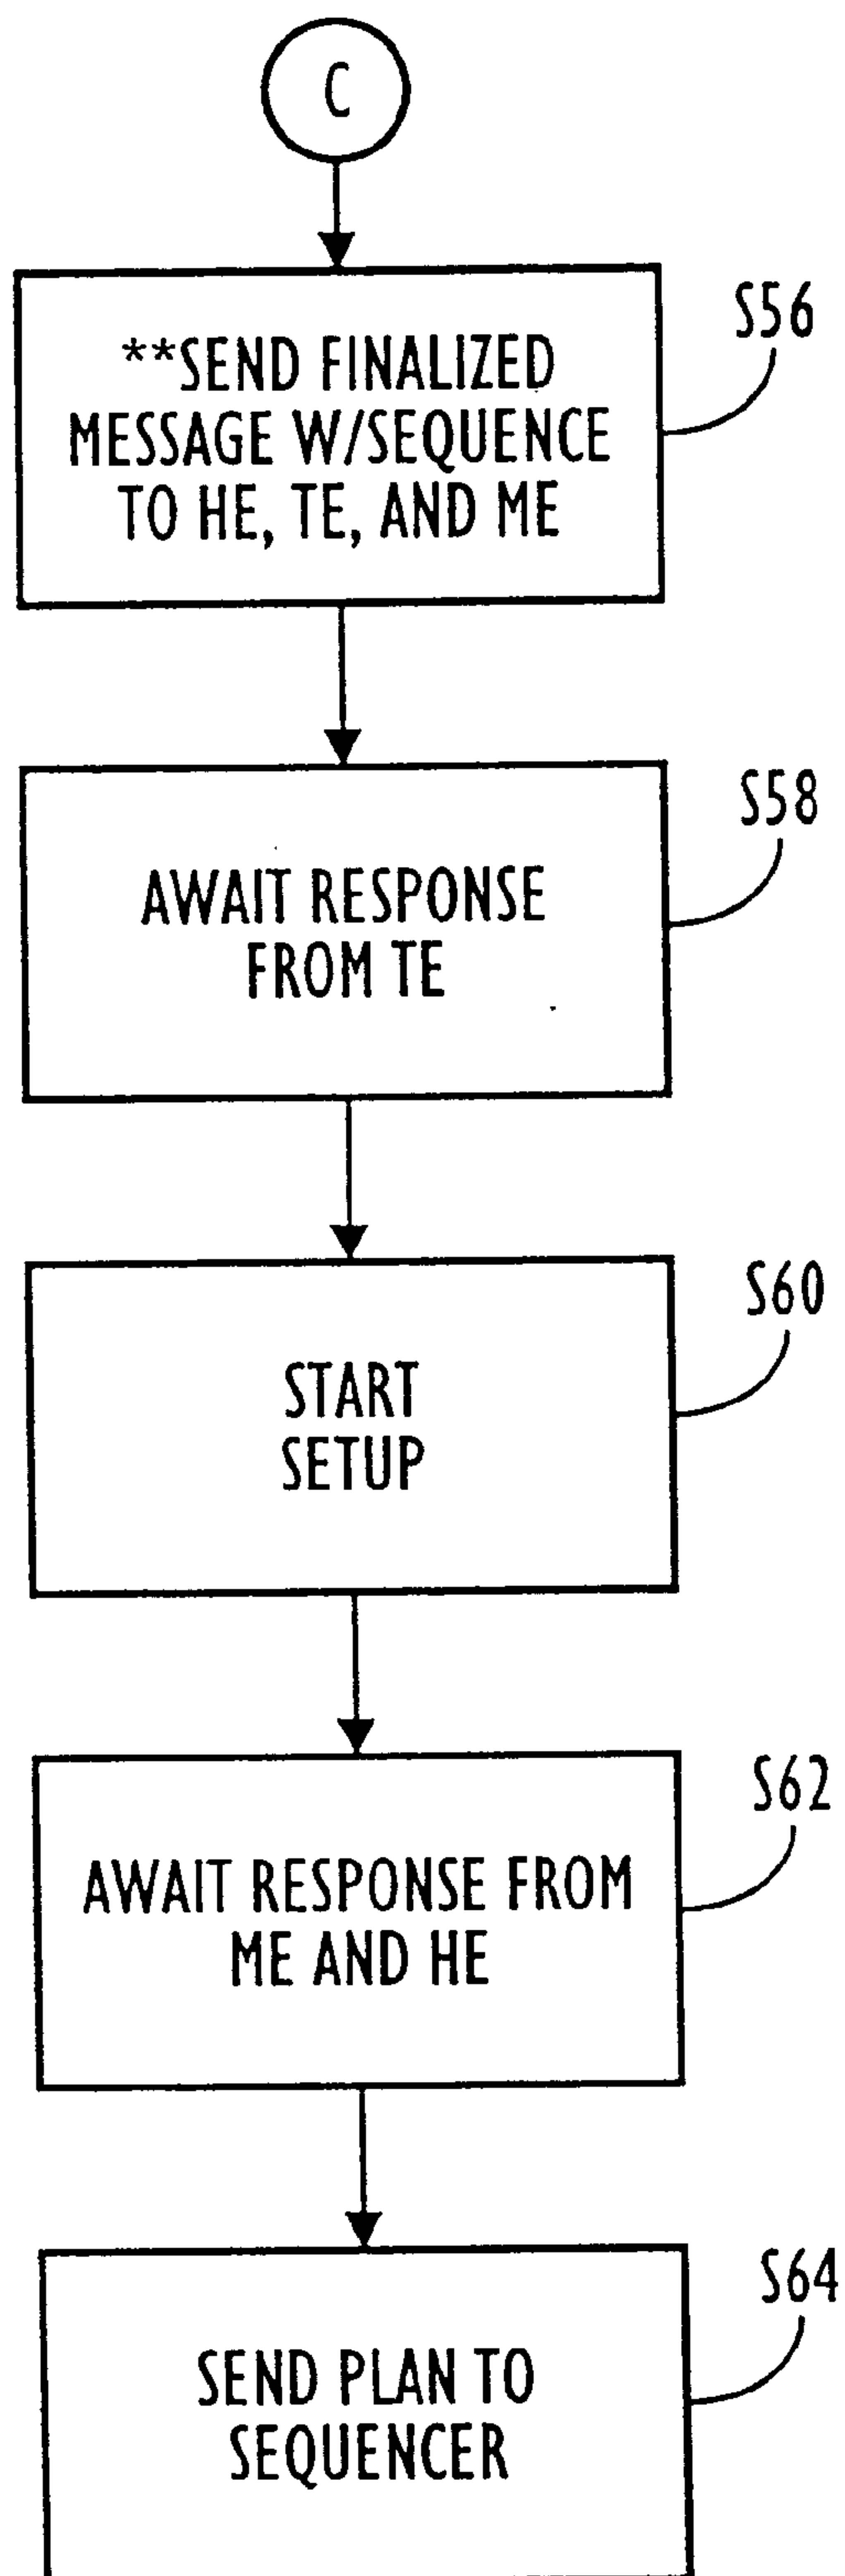 C
S56
**SEND FINALIZED
MESSAGE W/SEQUENCE
TO HE, TE, AND ME
S58
AWAIT RESPONSE
FROM TE
S60
START
SETUP
S62
AWAIT RESPONSE FROM
ME AND HE
S64
SEND PLAN TO
SEQUENCER